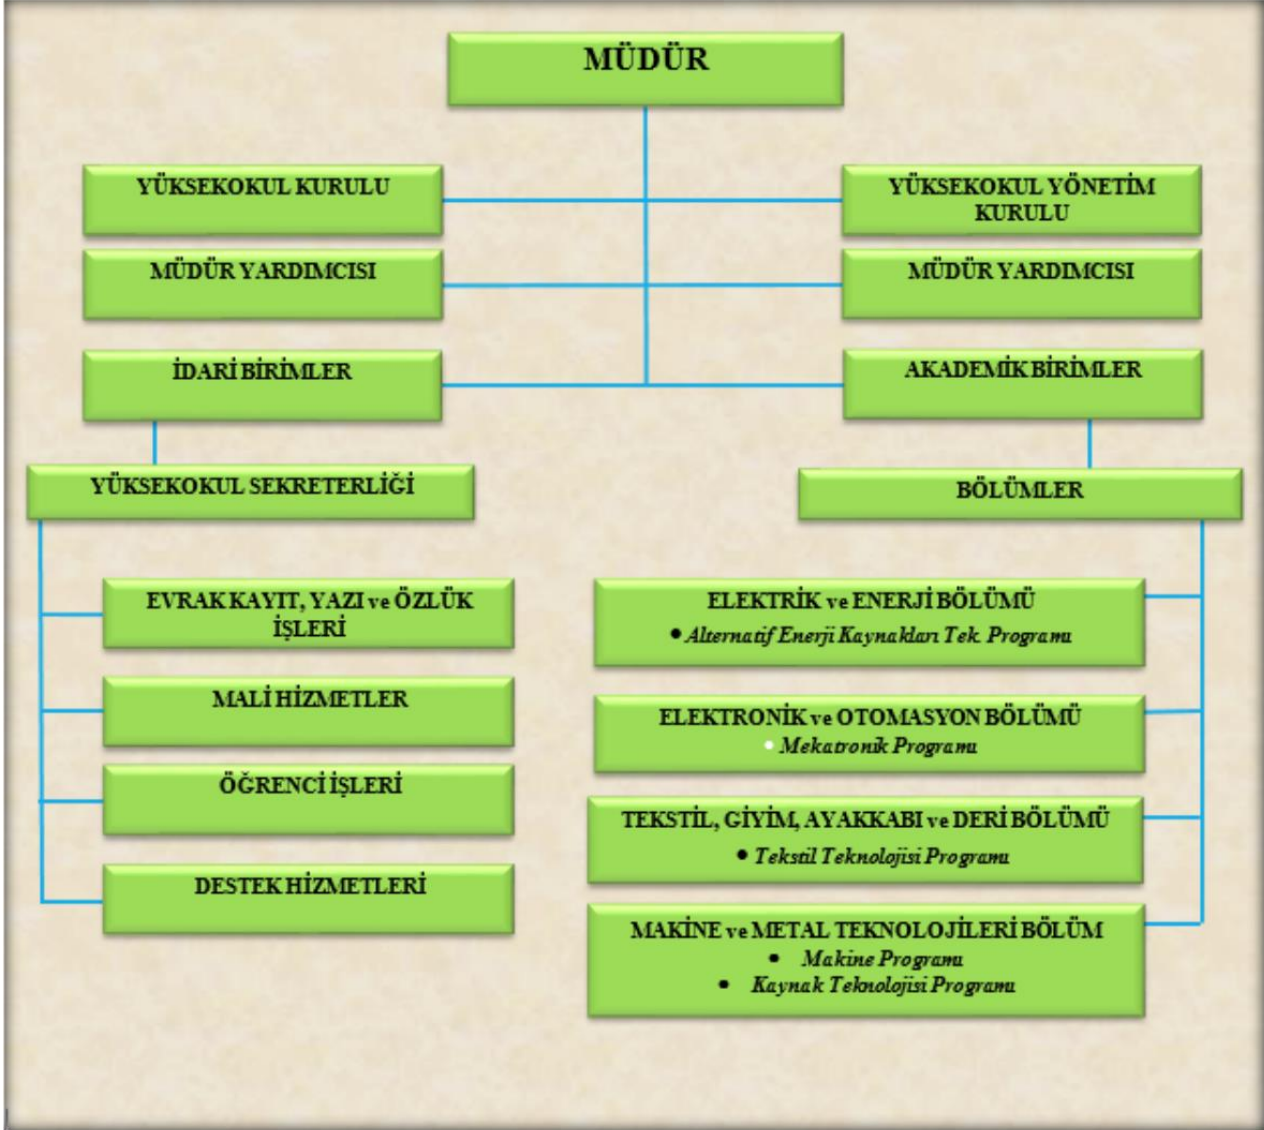 MÜDÜR
YÜKSEKOKUL KURULU
YÜKSEKOKUL YÖNETİM
KURULU
MÜDÜR YARDIMCISI
MÜDÜR YARDIMCISI
İDARİ BİRİMLER
AKADEMİK BİRİMLER
YÜKSEKOKUL SEKRETERLİĞİ
BÖLÜMLER
EVRAK KAYIT, YAZI ve ÖZLÜK
İŞLERİ
MALİ HİZMETLER
ÖĞRENCİ İŞLERİ
DESTEK HİZMETLERİ
ELEKTRİK ve ENERJİ BÖLÜMÜ
• Alternatif Enerji Kaynakları Tek. Programı
ELEKTRONİK ve OTOMASYON BÖLÜMÜ
• Mekatronik Programı
TEKSTİL, GİYİM, AYAKKABI ve DERİ BÖLÜMÜ
• Tekstil Teknolojisi Programı
MAKİNE ve METAL TEKNOLOJİLERİ BÖLÜM
• Makine Programı
• Kaynak Teknolojisi Programı